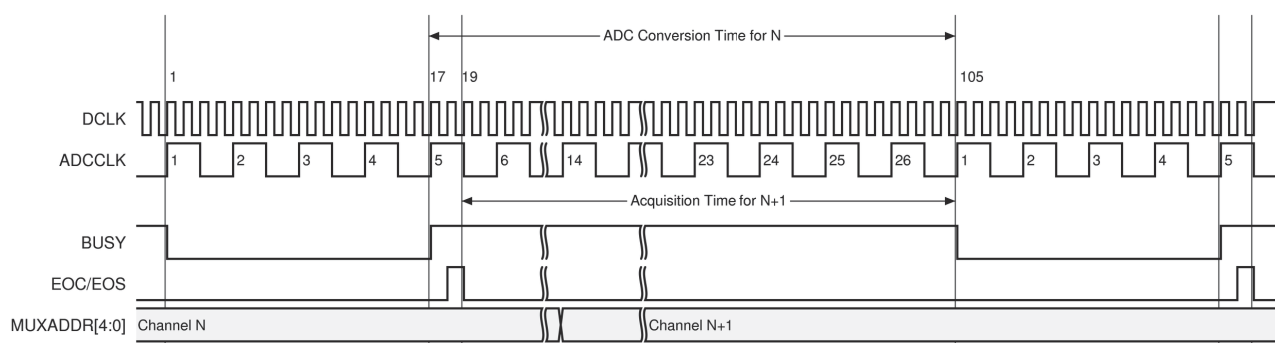 ADC Conversion Time for N
1 17 19 105
DCLK
ADCCLK 1 2 3 4 5 6 14 23 24 25 26 1 2 3 4 5
Acquisition Time for N+1
BUSY
EOC/EOS
MUXADDR[4:0] Channel N Channel N+1